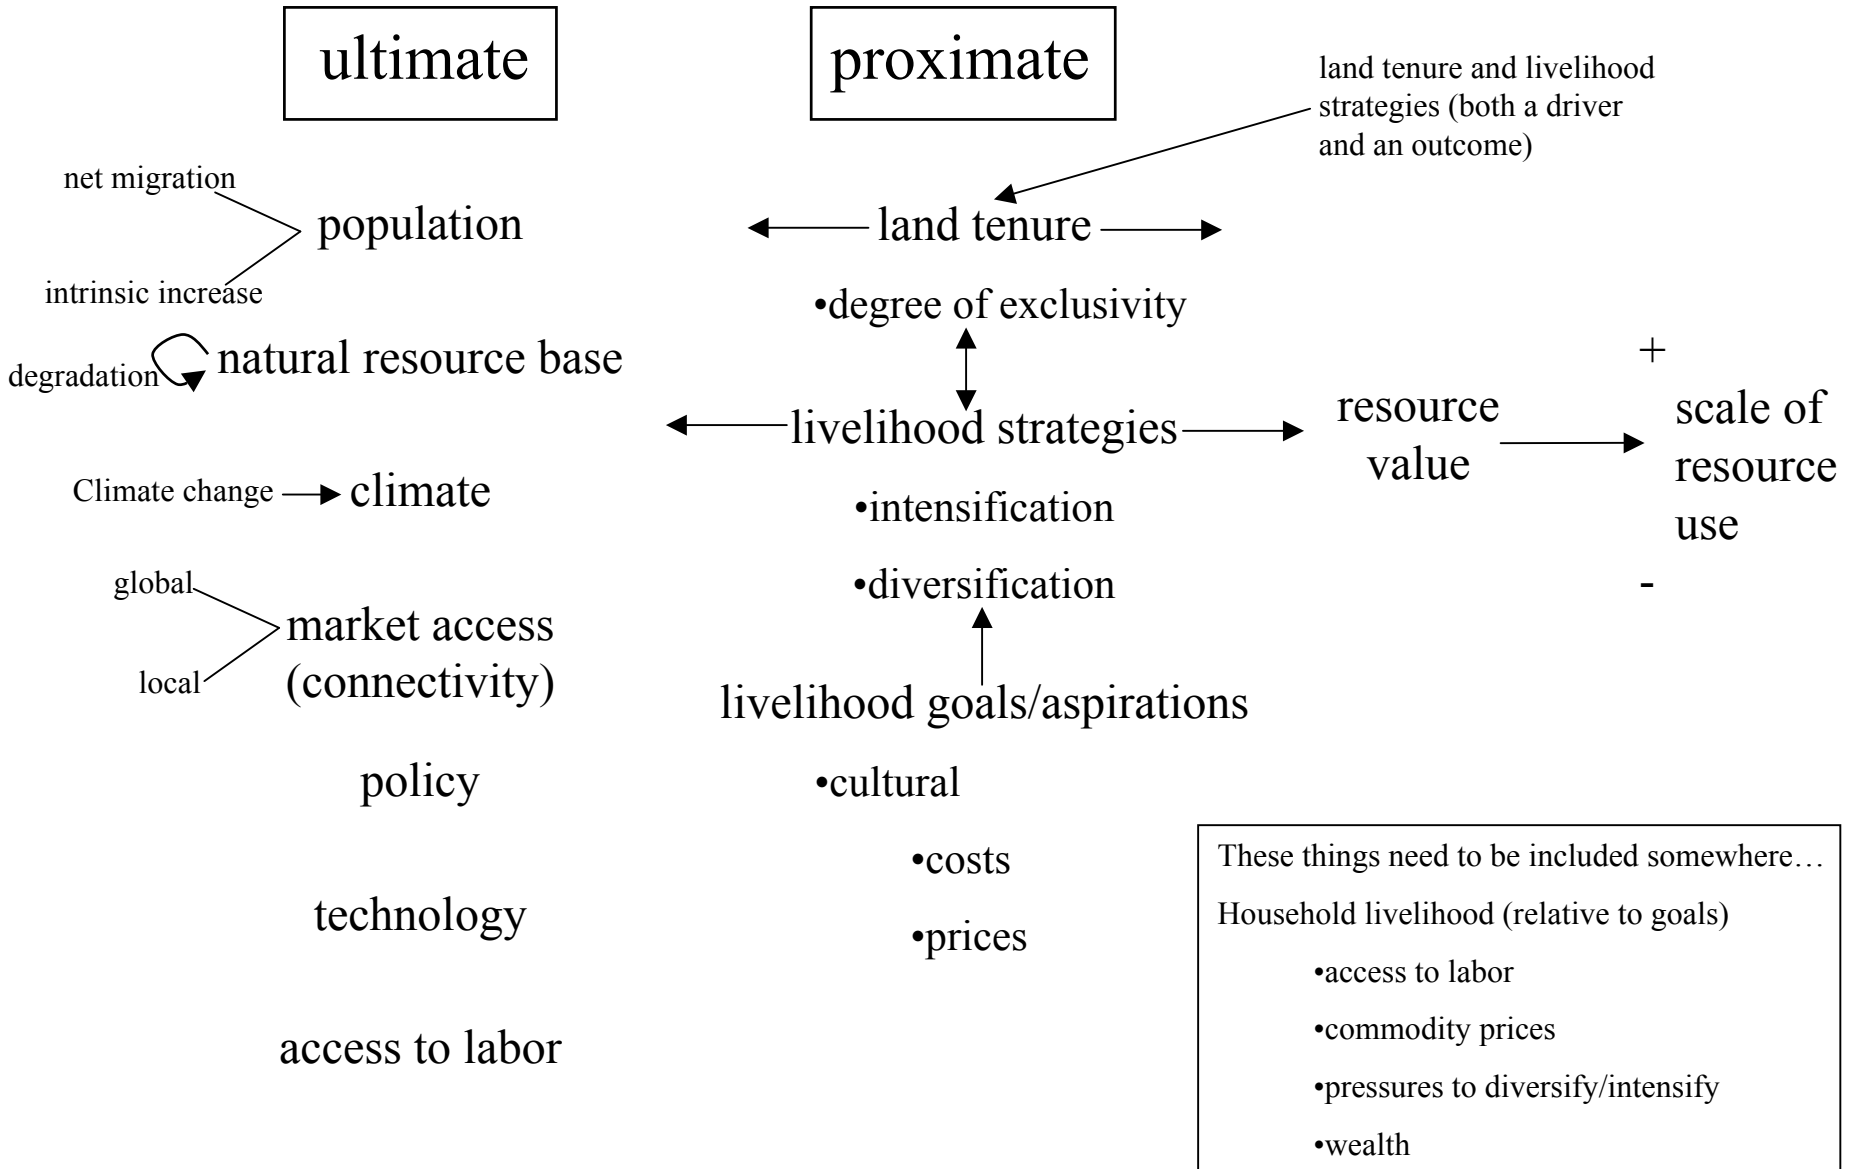 ultimate
proximate
land tenure and livelihood
strategies (both a driver
and an outcome)
net migration
population
intrinsic increase
degradation
natural resource base
Climate change
climate
global
local
market access
(connectivity)
policy
technology
access to labor
land tenure
•degree of exclusivity
livelihood strategies
•intensification
•diversification
livelihood goals/aspirations
•cultural
•costs
•prices
resource
value
+
scale of
resource
use
-
These things need to be included somewhere…
Household livelihood (relative to goals)
•access to labor
•commodity prices
•pressures to diversify/intensify
•wealth